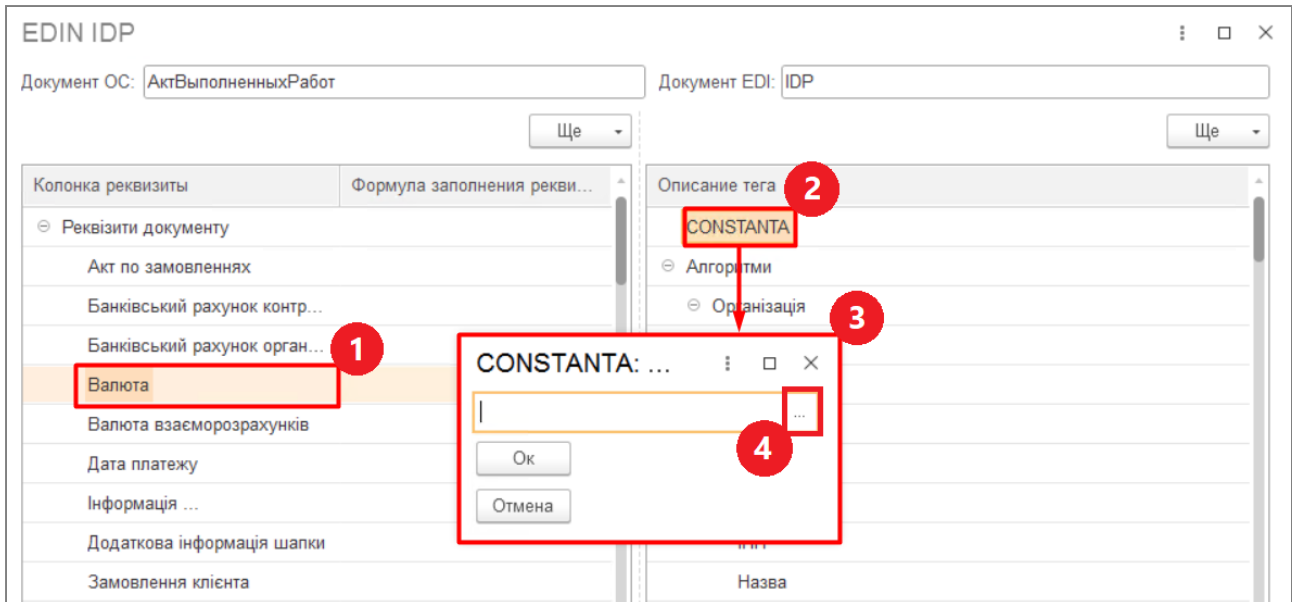 EDIN IDP
Документ ОС: АктВыполненныхРабот
Документ EDI: IDP
Ще
Ще
Колонка реквизиты
Формула заполнения рекви...
Описание тега
2
Реквізити документу
CONSTANTA
Акт по замовленнях
Алгоритми
Банківський рахунок контр...
Організація
3
Банківський рахунок орган...
1
Валюта
CONSTANTA: ...
...
Валюта взаєморозрахунків
4
Дата платежу
Ок
Інформація ...
Отмена
Додаткова інформація шапки
Замовлення клієнта
Назва